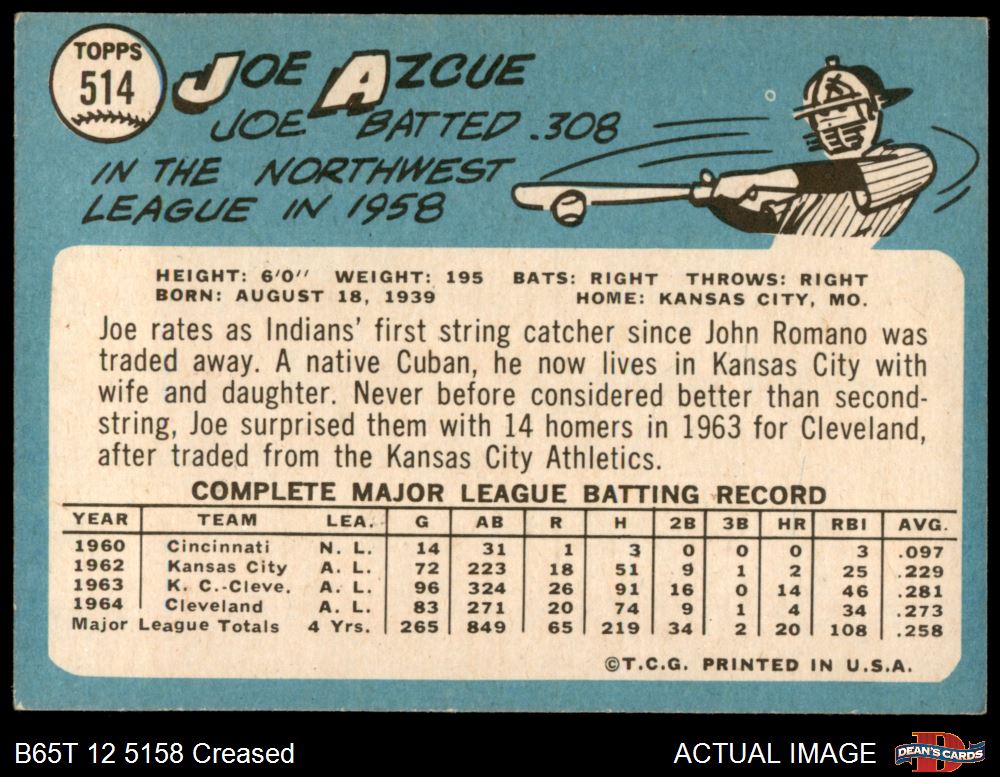 TOPPS
514
JOE AZCUE
JOE BATTED .308
IN THE NORTHWEST
LEAGUE IN 1958
HEIGHT: 6'0" WEIGHT: 195 BATS: RIGHT THROWS: RIGHT
BORN: AUGUST 18, 1939 HOME: KANSAS CITY, MO.
Joe rates as Indians' first string catcher since John Romano was
traded away. A native Cuban, he now lives in Kansas City with
wife and daughter. Never before considered better than second-
string, Joe surprised them with 14 homers in 1963 for Cleveland,
after traded from the Kansas City Athletics.
COMPLETE MAJOR LEAGUE BATTING RECORD
YEAR TEAM LEA. G AB R H 2B 3B HR RBI AVG.
1960 Cincinnati N. L. 14 31 1 3 0 0 0 3 .097
1962 Kansas City A. L. 72 223 18 51 9 1 2 25 .229
1963 K. C.-Cleve. A. L. 96 324 26 91 16 0 14 46 .281
1964 Cleveland A. L. 83 271 20 74 9 1 4 34 .273
Major League Totals 4 Yrs. 265 849 65 219 34 2 20 108 .258
©T.C.G. PRINTED IN U.S.A.
B65T 12 5158 Creased
ACTUAL IMAGE
D
DEAN'S CARDS